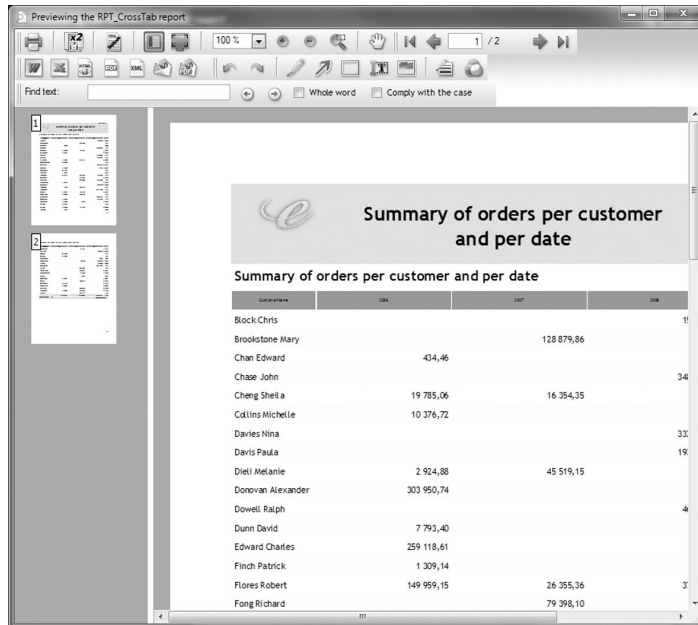 Previewing the RPT_CrossTab report
100 %
1 / 2
Find text:
Whole word
Comply with the case
1
2
Summary of orders per customer
and per date
Summary of orders per customer and per date
2006 2007 2008
Block Chris
Brookstone Mary 128 879,86
Chan Edward 434,46
Chase John
Cheng Sheila 19 785,06 16 354,35
Collins Michelle 10 376,72
Davies Nina
Davis Paula
Dieli Melanie 2 924,88 45 519,15
Donovan Alexander 303 950,74
Dowell Ralph
Dunn David 7 793,40
Edward Charles 259 118,61
Finch Patrick 1 309,14
Flores Robert 149 959,15 26 355,36
Fong Richard 79 398,10